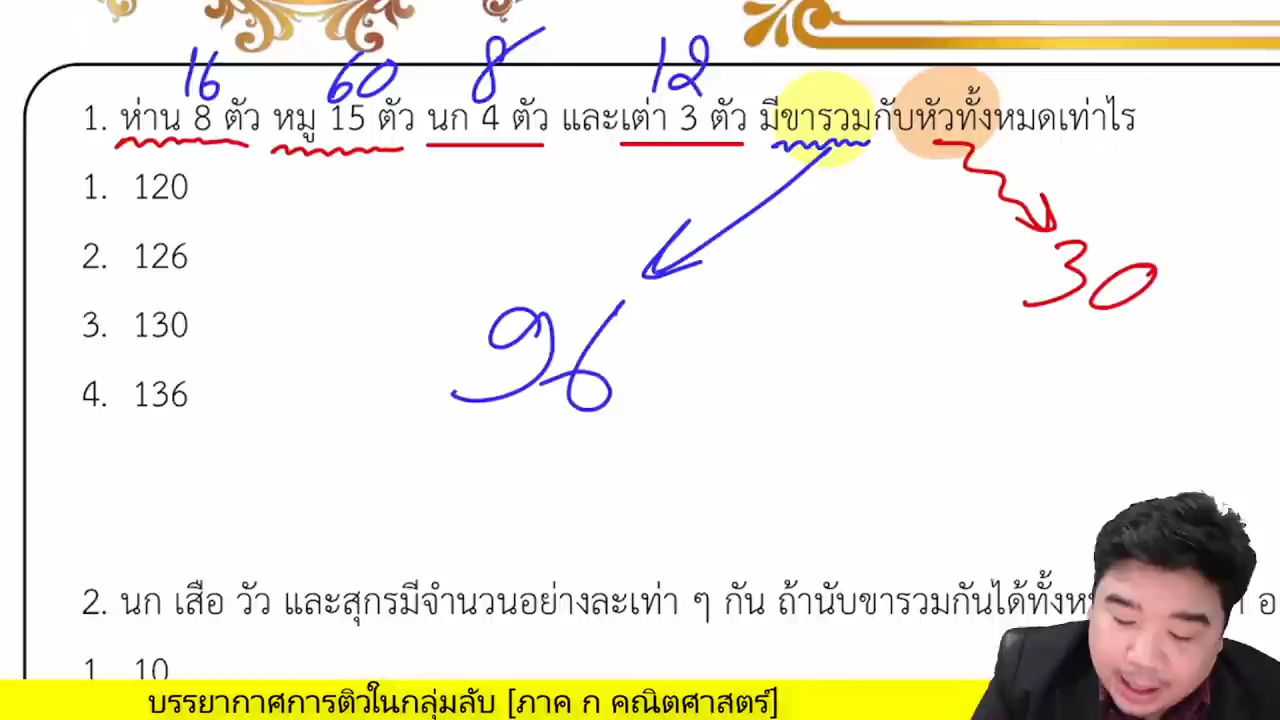 16 60 8 12
1. ห่าน 8 ตัว หมู 15 ตัว นก 4 ตัว และเต่า 3 ตัว มีขารวมกับหัวทั้งหมดเท่าไร
1. 120
30
2. 126
3. 130
96
4. 136
2. นก เสือ วัว และสุกรมีจำนวนอย่างละเท่า ๆ กัน ถ้านับขารวมกันได้ทั้ง
1. 10
บรรยากาศการติวในกลุ่มลับ [ภาค ก คณิตศาสตร์]